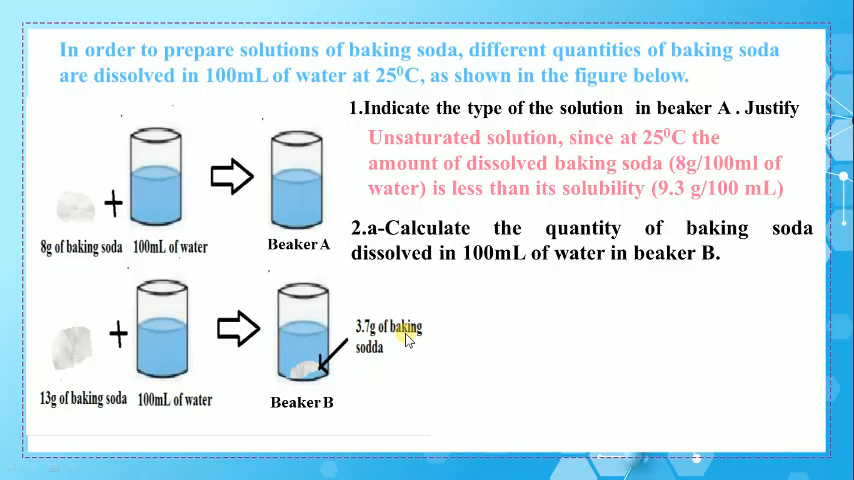 In order to prepare solutions of baking soda, different quantities of baking soda
are dissolved in 100mL of water at 25⁰C, as shown in the figure below.
1.Indicate the type of the solution in beaker A . Justify
Unsaturated solution, since at 25⁰C the
amount of dissolved baking soda (8g/100ml of
water) is less than its solubility (9.3 g/100 mL)
2.a-Calculate the quantity of baking soda
dissolved in 100mL of water in beaker B.
+
8g of baking soda
100mL of water
Beaker A
+
3.7g of baking
sodda
13g of baking soda
100mL of water
Beaker B